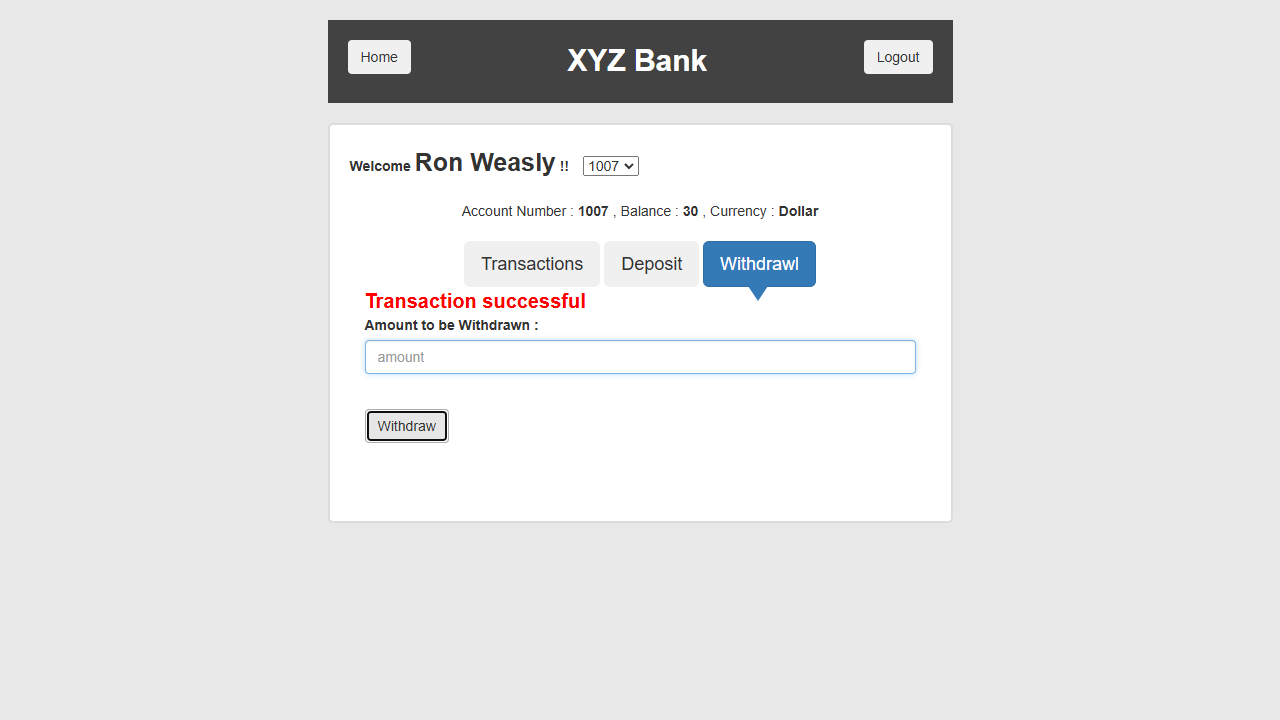 Home XYZ Bank Logout
Welcome Ron Weasly !! 1007
Account Number : 1007 , Balance : 30 , Currency : Dollar
Transactions Deposit Withdrawl
Transaction successful
Amount to be Withdrawn :
amount
Withdraw